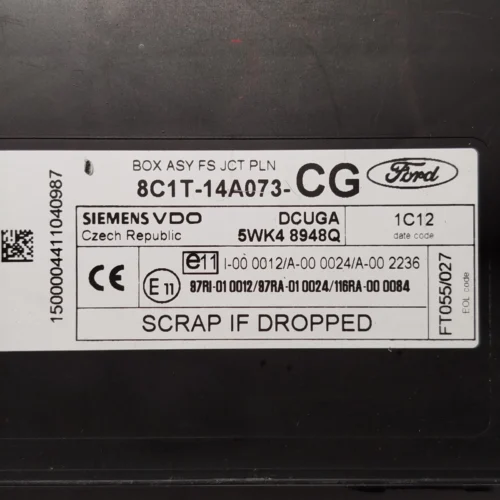 BOX ASY FS JCT PLN
8C1T-14A073-CG
Ford
SIEMENS VDO
Czech Republic
DCUGA
5WK4 8948Q
1C12
date code
CE
e11 I-00 0012/A-00 0024/A-00 2236
E11 97RI-01 0012/97RA-01 0024/116RA-00 0084
SCRAP IF DROPPED
FT055/027
EOL code
1500004411040987